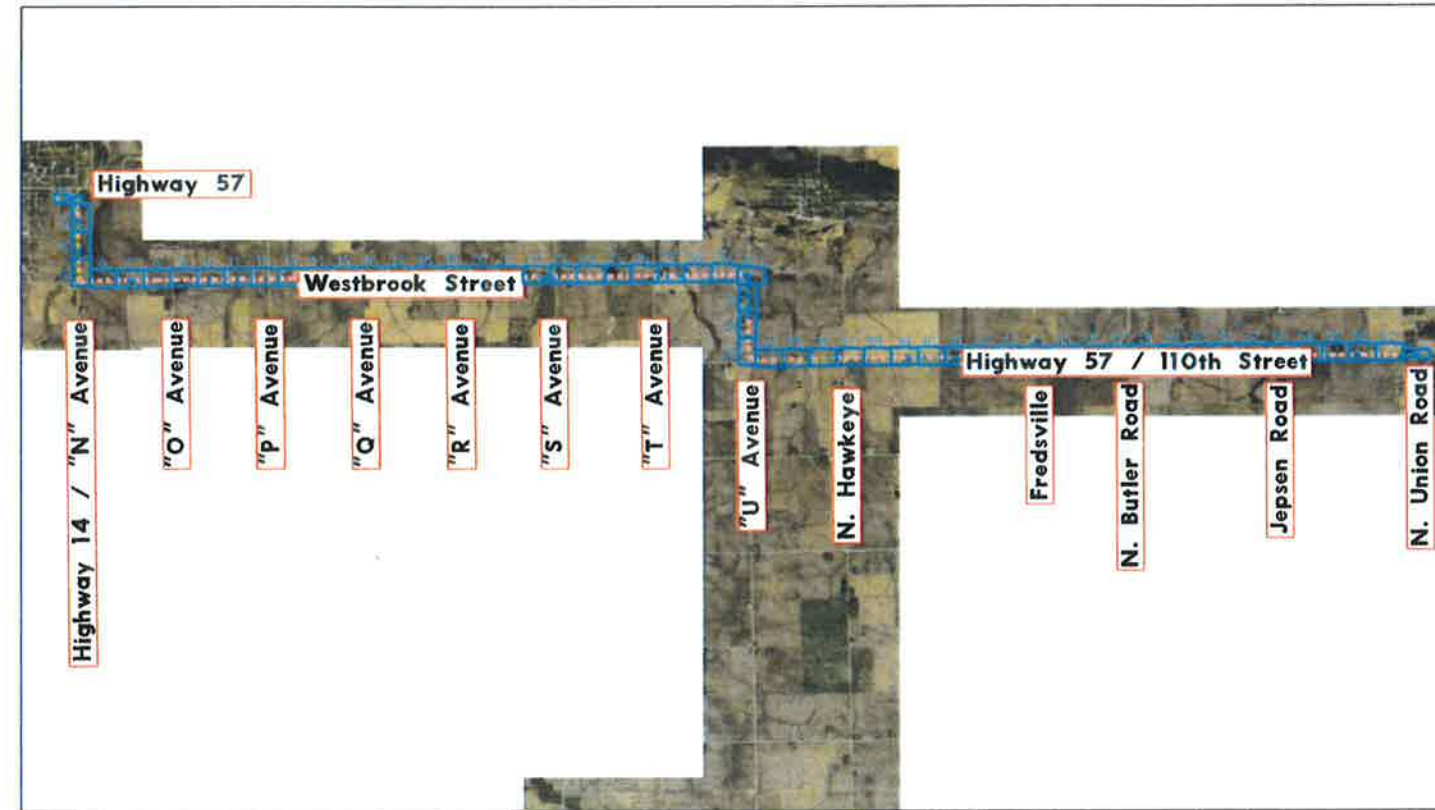 Highway 57
Westbrook Street
Highway 57 / 110th Street
Highway 14 / "N" Avenue
"O" Avenue
"P" Avenue
"Q" Avenue
"R" Avenue
"S" Avenue
"T" Avenue
"U" Avenue
N. Hawkeye
Fredsville
N. Butler Road
Jepsen Road
N. Union Road